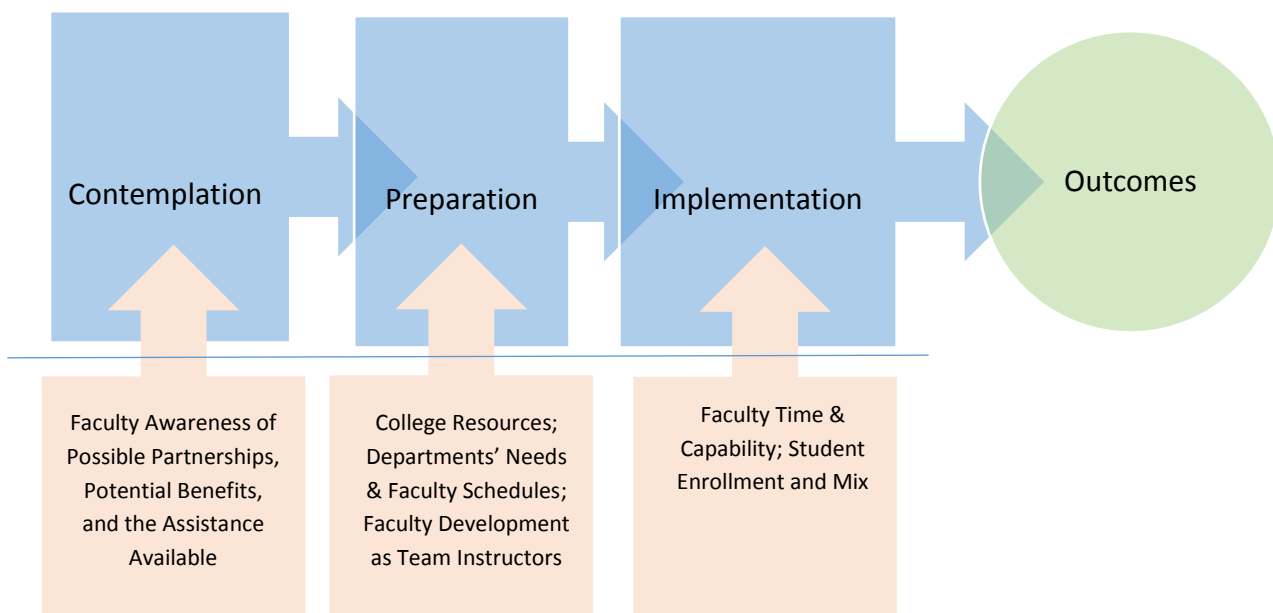 Contemplation
Preparation
Implementation
Outcomes
Faculty Awareness of
Possible Partnerships,
Potential Benefits,
and the Assistance
Available
College Resources;
Departments’ Needs
& Faculty Schedules;
Faculty Development
as Team Instructors
Faculty Time &
Capability; Student
Enrollment and Mix